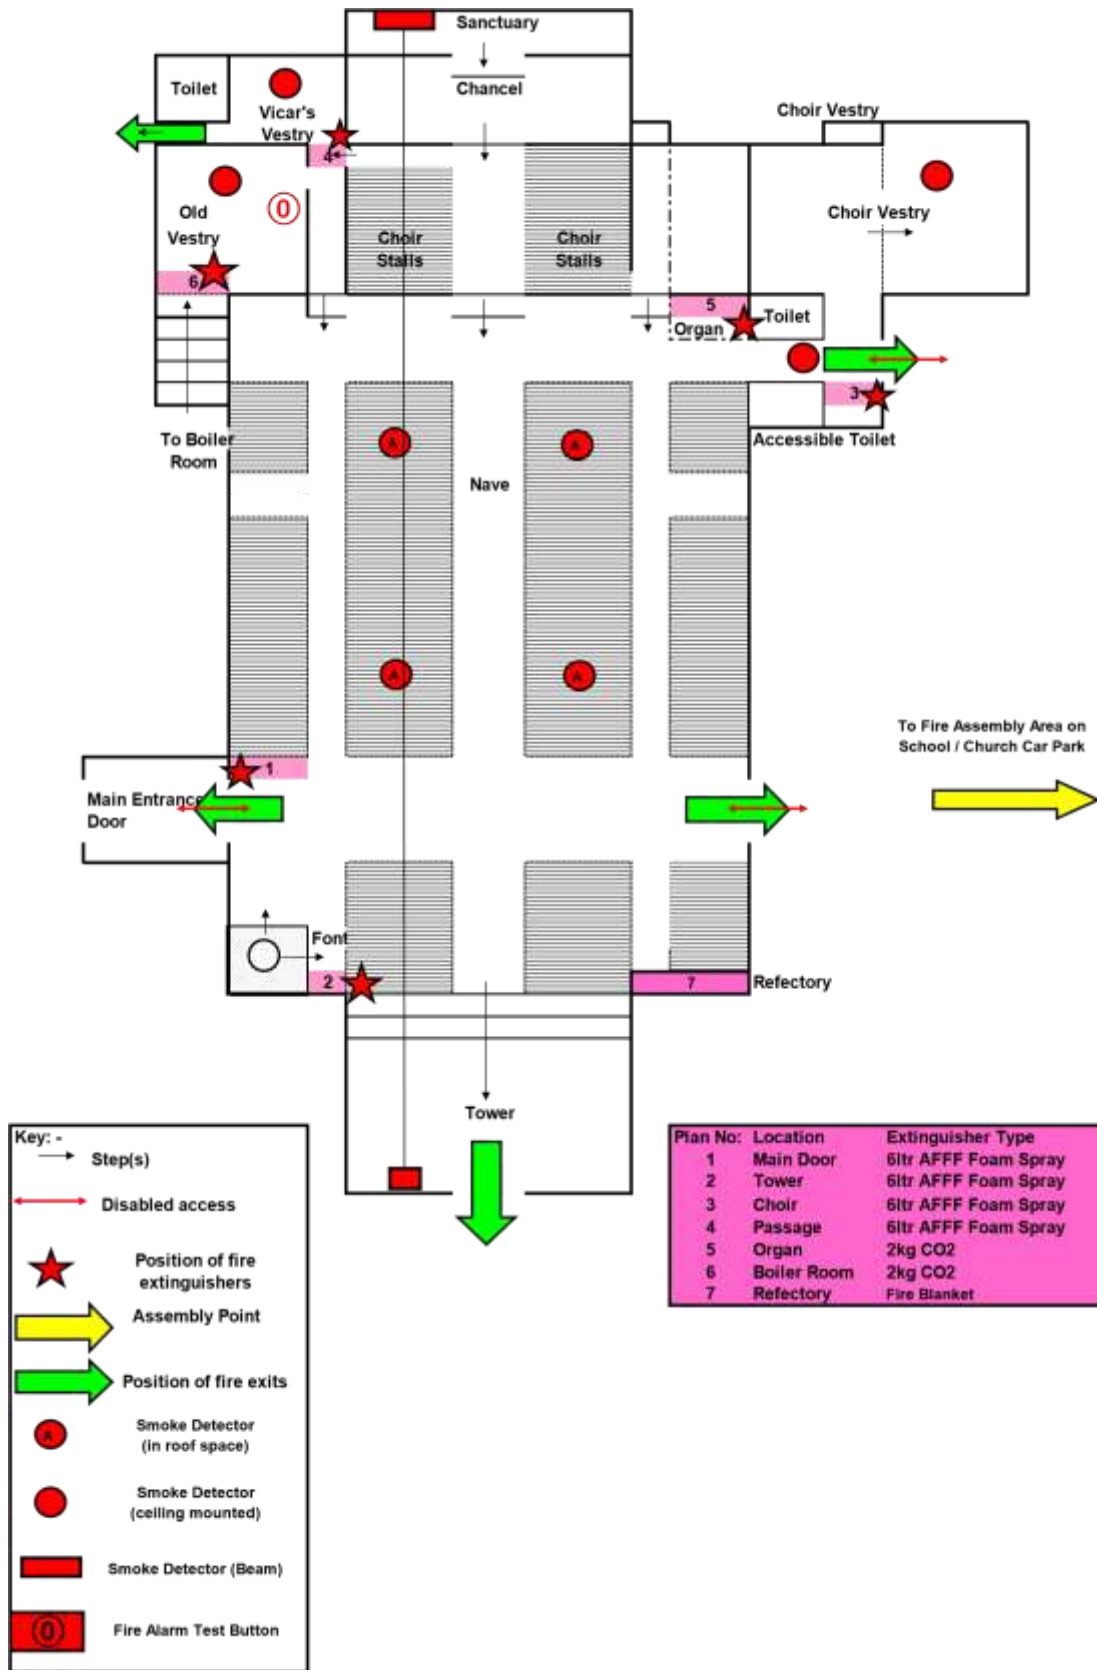 Sanctuary
Toilet
Chancel
Vicar's
Vestry
Choir Vestry
4
Old
Vestry
0
Choir
Stalls
Choir
Stalls
Choir Vestry
6
5
Organ
Toilet
3
To Boiler
Room
Accessible Toilet
A
A
Nave
A
A
To Fire Assembly Area on
School / Church Car Park
1
Main Entrance
Door
Font
2
7
Refectory
Tower
Key: -
Step(s)
Disabled access
Position of fire
extinguishers
Assembly Point
Position of fire exits
A
Smoke Detector
(in roof space)
Smoke Detector
(ceiling mounted)
Smoke Detector (Beam)
0
Fire Alarm Test Button
Plan No: Location Extinguisher Type
1 Main Door 6ltr AFFF Foam Spray
2 Tower 6ltr AFFF Foam Spray
3 Choir 6ltr AFFF Foam Spray
4 Passage 6ltr AFFF Foam Spray
5 Organ 2kg CO2
6 Boiler Room 2kg CO2
7 Refectory Fire Blanket